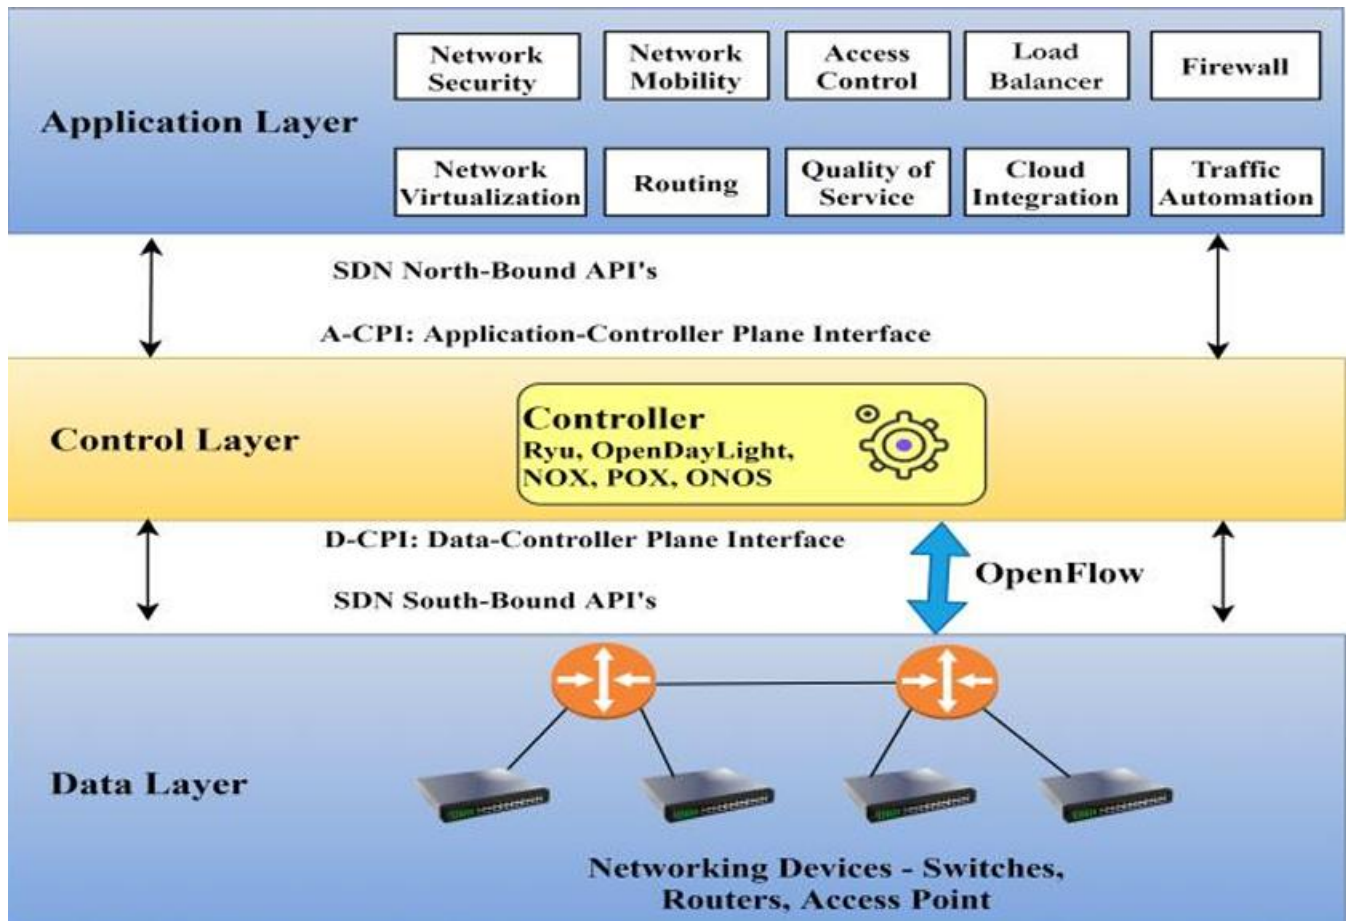 Network
Security
Network
Mobility
Access
Control
Load
Balancer
Firewall
Application Layer
Network
Virtualization
Routing
Quality of
Service
Cloud
Integration
Traffic
Automation
SDN North-Bound API's
A-CPI: Application-Controller Plane Interface
Control Layer
Controller
Ryu, OpenDayLight,
NOX, POX, ONOS
D-CPI: Data-Controller Plane Interface
OpenFlow
SDN South-Bound API's
Data Layer
Networking Devices - Switches,
Routers, Access Point